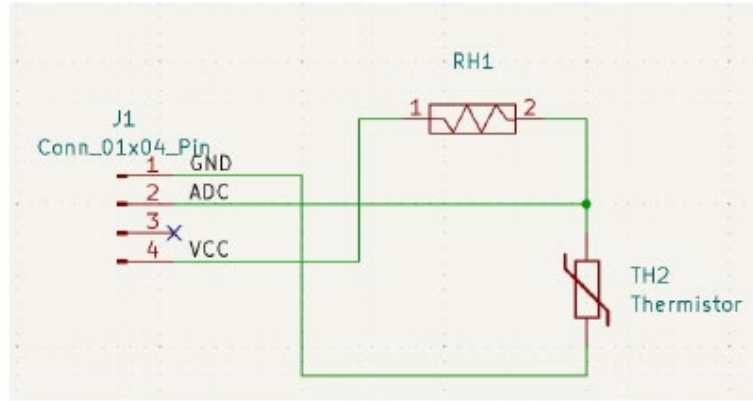 RH1
1 2
J1
Conn_01x04_Pin
1 GND
2 ADC
3
4 VCC
TH2
Thermistor